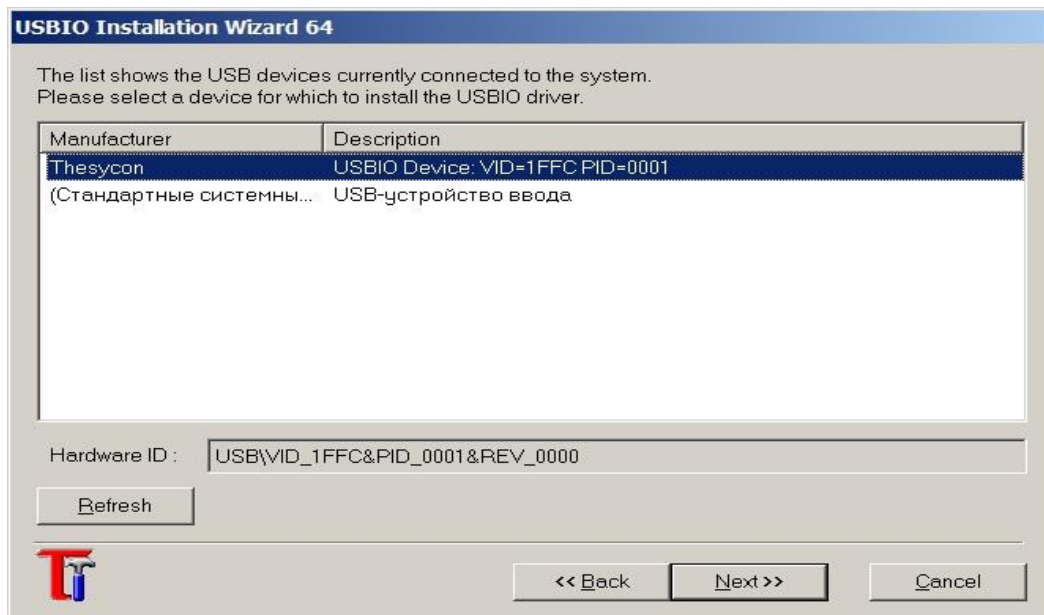 USBIO Installation Wizard 64
The list shows the USB devices currently connected to the system.
Please select a device for which to install the USBIO driver.
Manufacturer Description
Thesycon USBIO Device: VID=1FFC PID=0001
(Стандартные системны... USB-устройство ввода
Hardware ID : USB\VID_1FFC&PID_0001&REV_0000
Refresh
<< Back Next >> Cancel